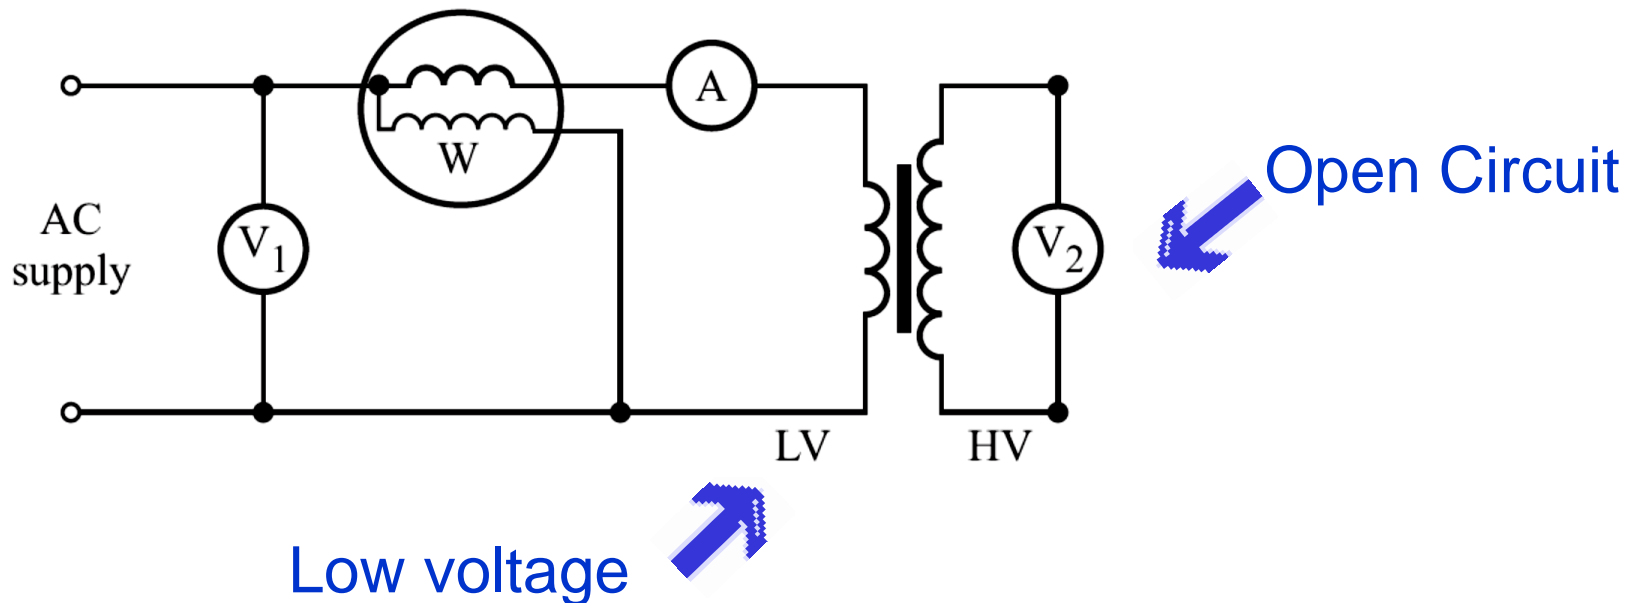 A
W
Open Circuit
AC
supply
V1
V2
LV
HV
Low voltage